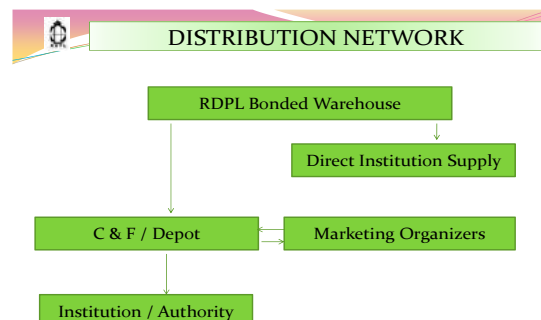 DISTRIBUTION NETWORK
RDPL Bonded Warehouse
Direct Institution Supply
C & F / Depot
Marketing Organizers
Institution / Authority